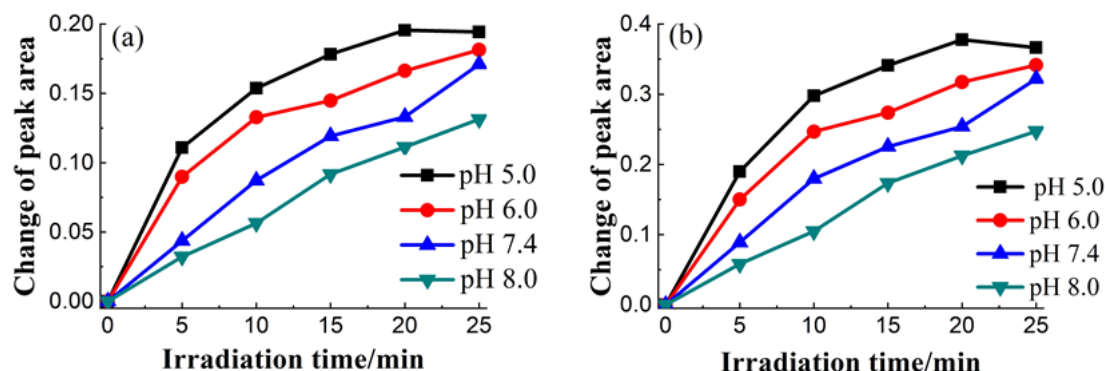 (a)
Change of peak area
0.20
0.15
0.10
0.05
0.00
pH 5.0
pH 6.0
pH 7.4
pH 8.0
0 5 10 15 20 25
Irradiation time/min
(b)
Change of peak area
0.4
0.3
0.2
0.1
0.0
pH 5.0
pH 6.0
pH 7.4
pH 8.0
0 5 10 15 20 25
Irradiation time/min